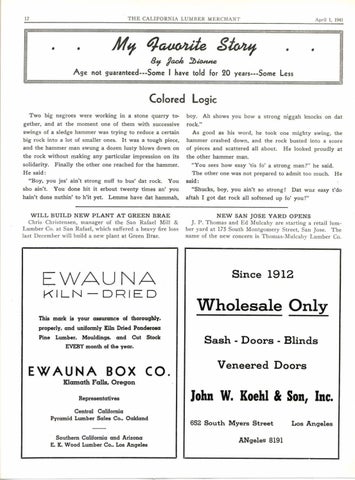 12 THE CALIFORNIA LUMBER MERCHANT April 1, 1941
. . My Favorite Story . .
By Jack Dionne
Age not guaranteed---Some I have told for 20 years---Some Less
Colored Logic
Two big negroes were working in a stone quarry to-
gether, and at the moment one of them with successive
swings of a sledge hammer was trying to reduce a certain
big rock into a lot of smaller ones. It was a tough piece,
and the hammer man swung a dozen lusty blows down on
the rock without making any particular impression on its
solidarity. Finally the other one reached for the hammer.
He said:
"Boy, you jes' ain't strong nuff to bus' dat rock. You
sho ain't. You done hit it erbout twenty times an' you
hain't done nuthin' to h'it yet. Lemme have dat hammah,
boy. Ah shows you how a strong niggah knocks on dat
rock."
As good as his word, he took one mighty swing, the
hammer crashed down, and the rock busted into a score
of pieces and scattered all about. He looked proudly at
the other hammer man.
"You sees how easy 'tis fo' a strong man?" he said.
The other one was not prepared to admit too much. He
said:
"Shucks, boy, you ain't so strong! Dat wuz easy t'do
aftah I got dat rock all softened up fo' you!"
WILL BUILD NEW PLANT AT GREEN BRAE
Chris Christensen, manager of the San Rafael Mill &
Lumber Co. at San Rafael, which suffered a heavy fire loss
last December will build a new plant at Green Brae.
NEW SAN JOSE YARD OPENS
J. P. Thomas and Ed Mulcahy are starting a retail lum-
ber yard at 175 South Montgomery Street, San Jose. The
name of the new concern is Thomas-Mulcahy Lumber Co.
EWAUNA
KILN-DRIED
This mark is your assurance of thoroughly,
properly, and uniformly Kiln Dried Ponderosa
Pine Lumber, Mouldings, and Cut Stock
EVERY month of the year.
EWAUNA BOX CO.
Klamath Falls, Oregon
Representatives
Central California
Pyramid Lumber Sales Co., Oakland
Southern California and Arizona
E. K. Wood Lumber Co., Los Angeles
Since 1912
Wholesale Only
Sash - Doors - Blinds
Veneered Doors
John W. Koehl & Son, Inc.
652 South Myers Street Los Angeles
ANgelus 8191